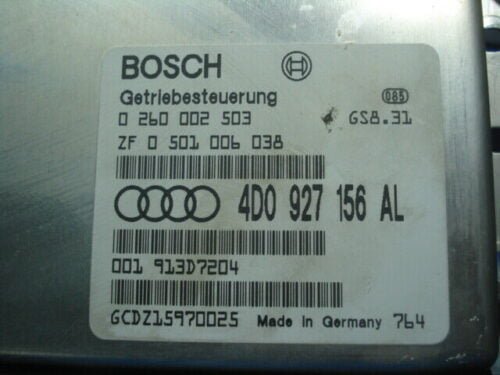 BOSCH
Getriebesteuerung 085
0 260 002 503 GS8.31
ZF 0 501 006 038
4D0 927 156 AL
001 913D7204
GCDZ15970025 Made in Germany 764